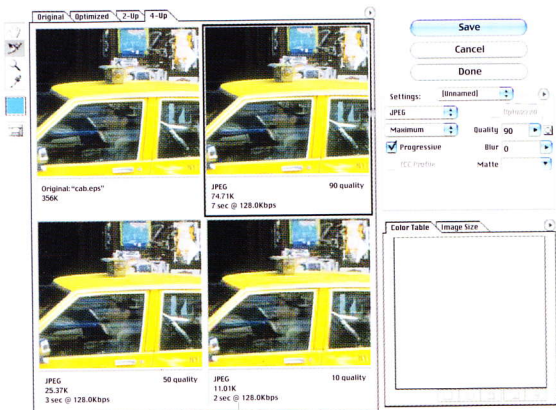 Original
Optimized
2-Up
4-Up
Original: "cab.eps"
356K
JPEG 90 quality
74.71K
7 sec @ 128.0Kbps
JPEG 50 quality
25.37K
3 sec @ 128.0Kbps
JPEG 10 quality
11.01K
2 sec @ 128.0Kbps
Save
Cancel
Done
Settings: [Unnamed]
JPEG Optimized
Maximum Quality 90
Progressive Blur 0
ICC Profile Matte
Color Table
Image Size